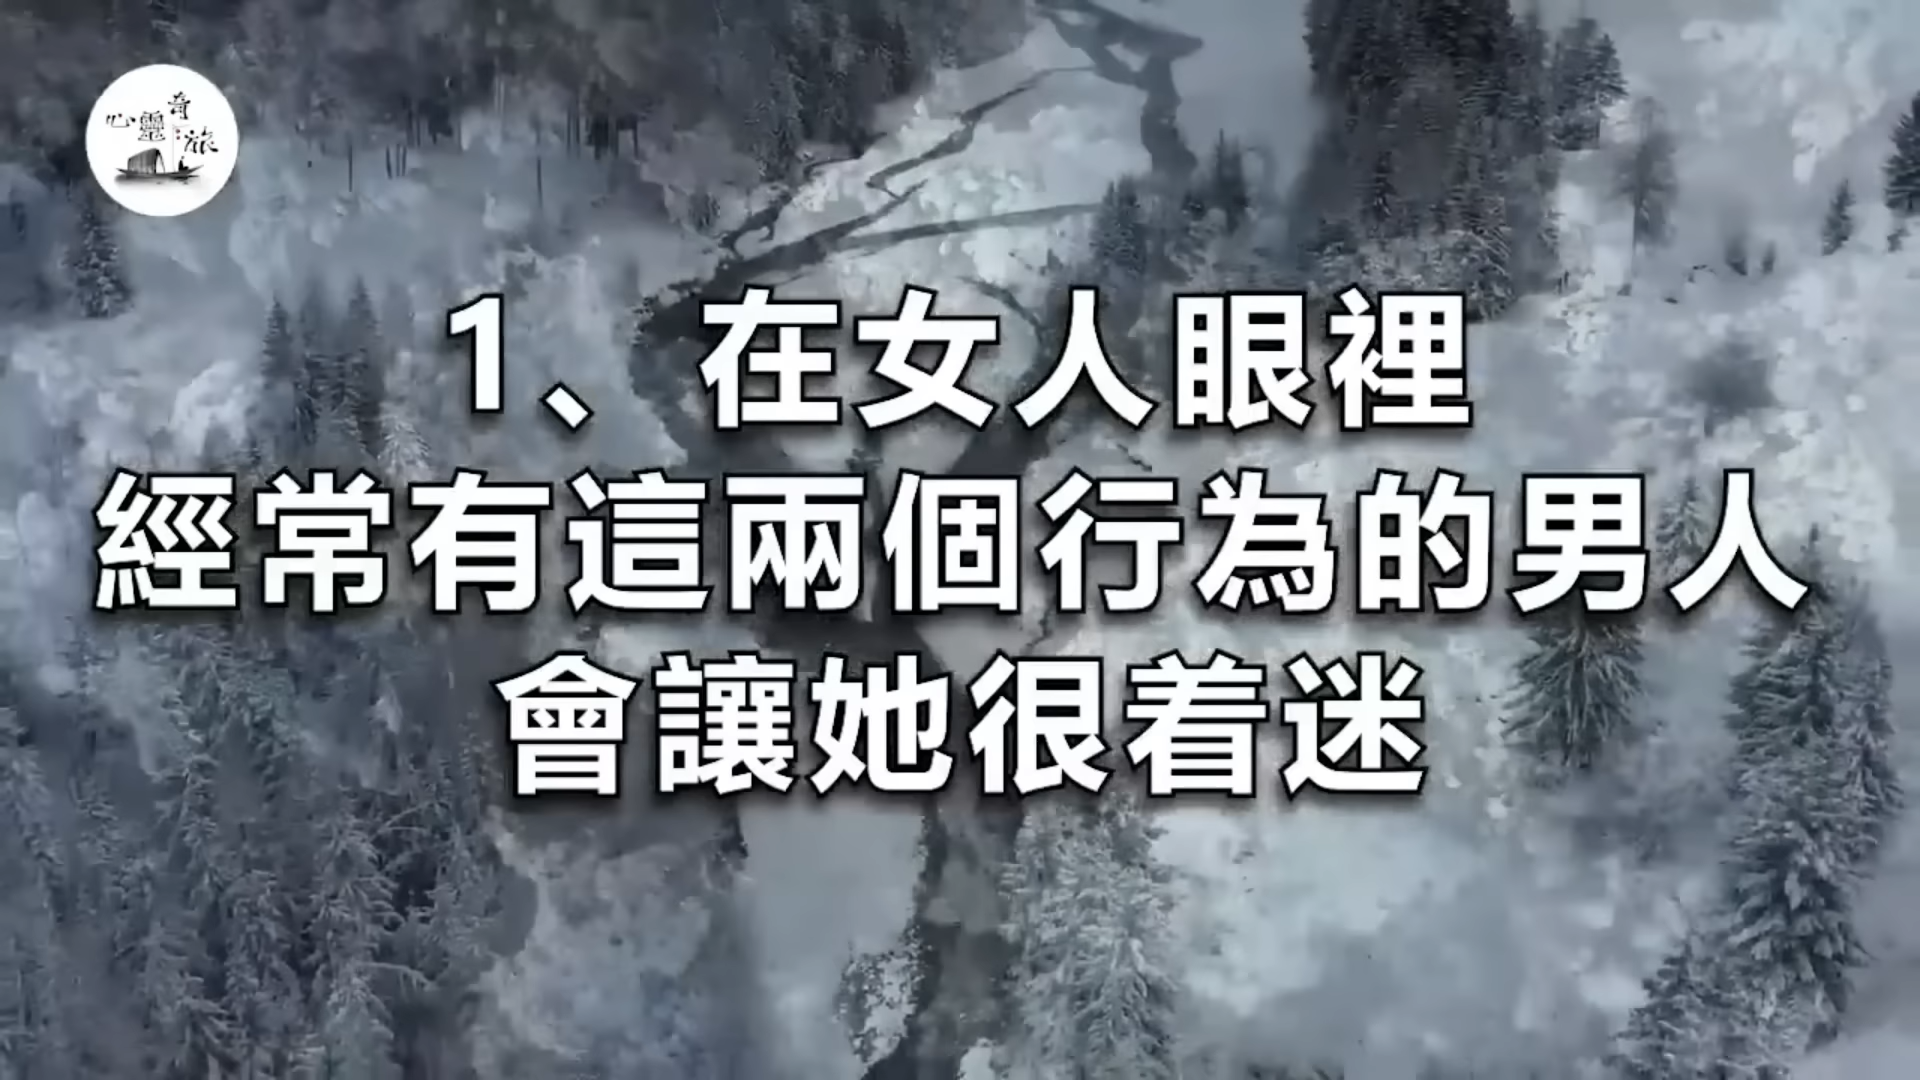 心靈奇旅
1、在女人眼裡
經常有這兩個行為的男人
會讓她很着迷